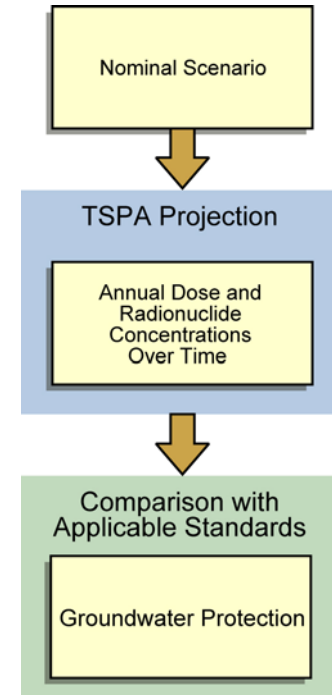 Nominal Scenario
TSPA Projection
Annual Dose and
Radionuclide
Concentrations
Over Time
Comparison with
Applicable Standards
Groundwater Protection